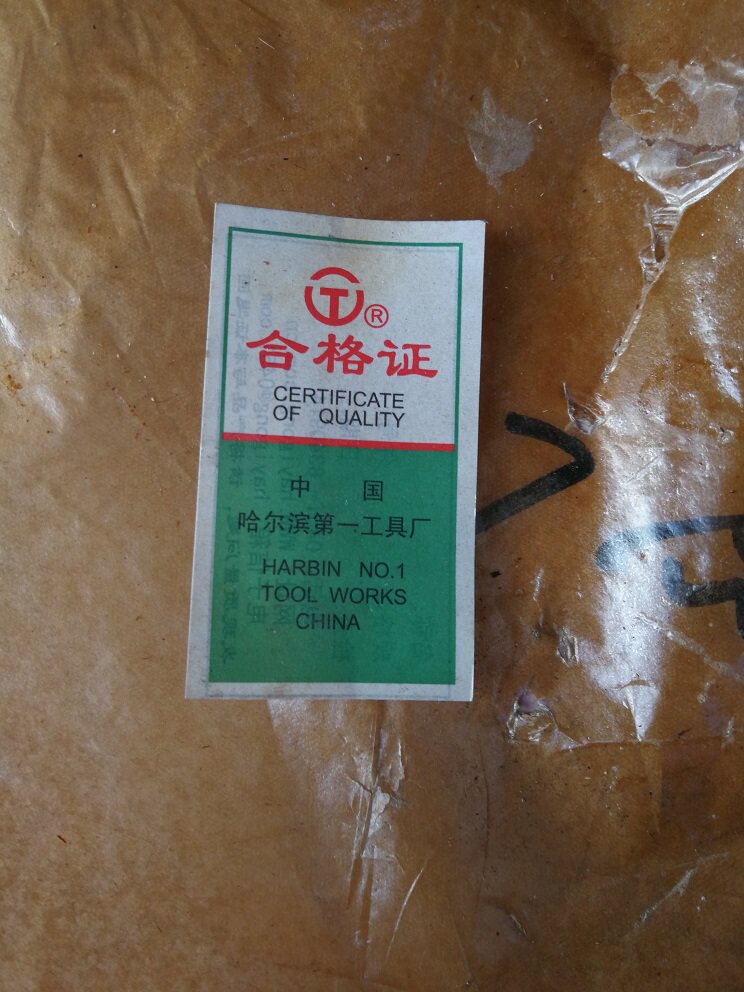 T®
合格证
CERTIFICATE
OF QUALITY
中 国
哈尔滨第一工具厂
HARBIN NO.1
TOOL WORKS
CHINA